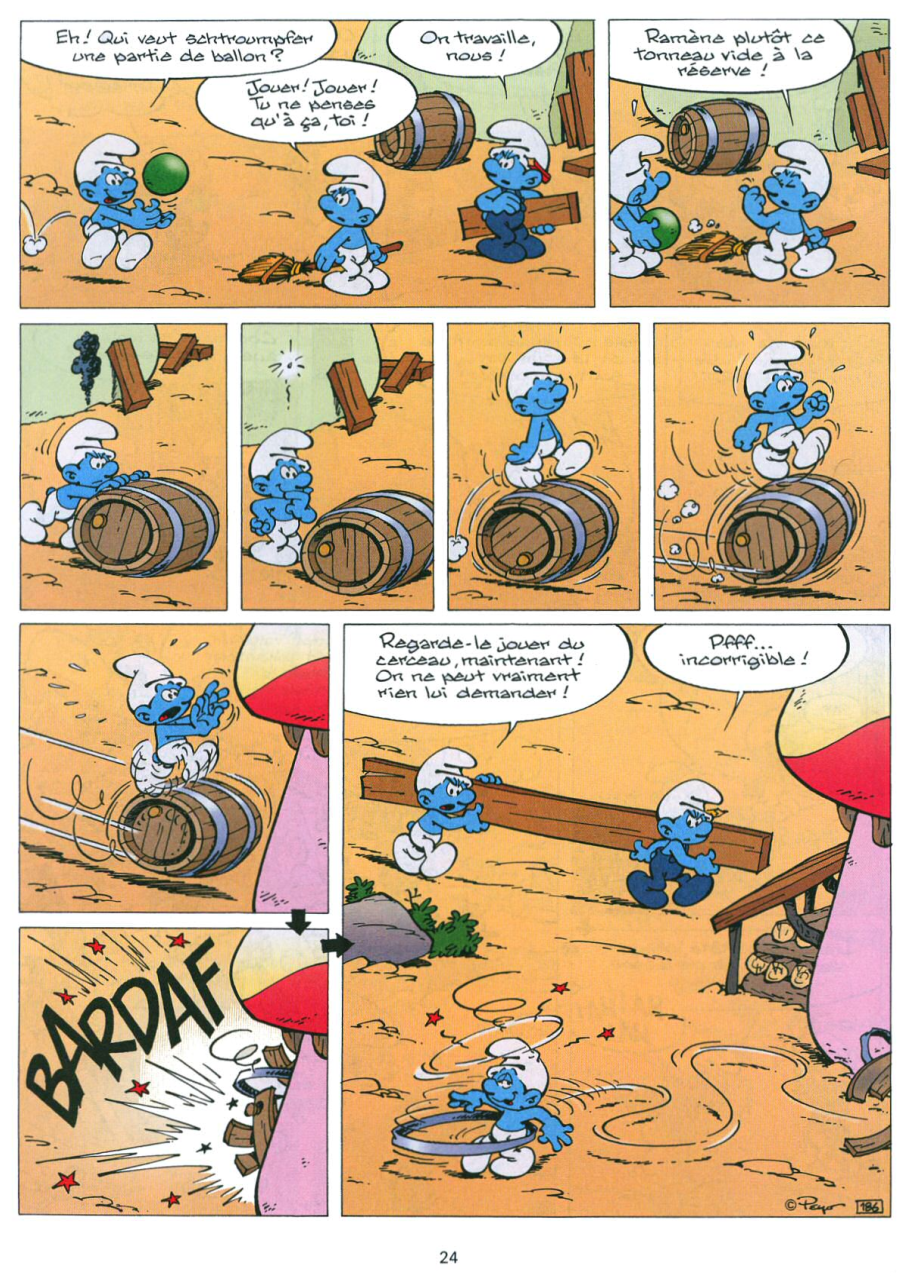 Eh! Qui veut schtroumpfer
une partie de ballon?
Jouer! Jouer!
Tu ne penses
qu'à ça, toi!
On travaille,
nous!
Ramène plutôt ce
tonneau vide à la
réserve!
!
BARDAF
Regarde-le jouer du
cerceau, maintenant!
On ne peut vraiment
rien lui demander!
Pfff...
incorrigible!
© Peyo 186
24